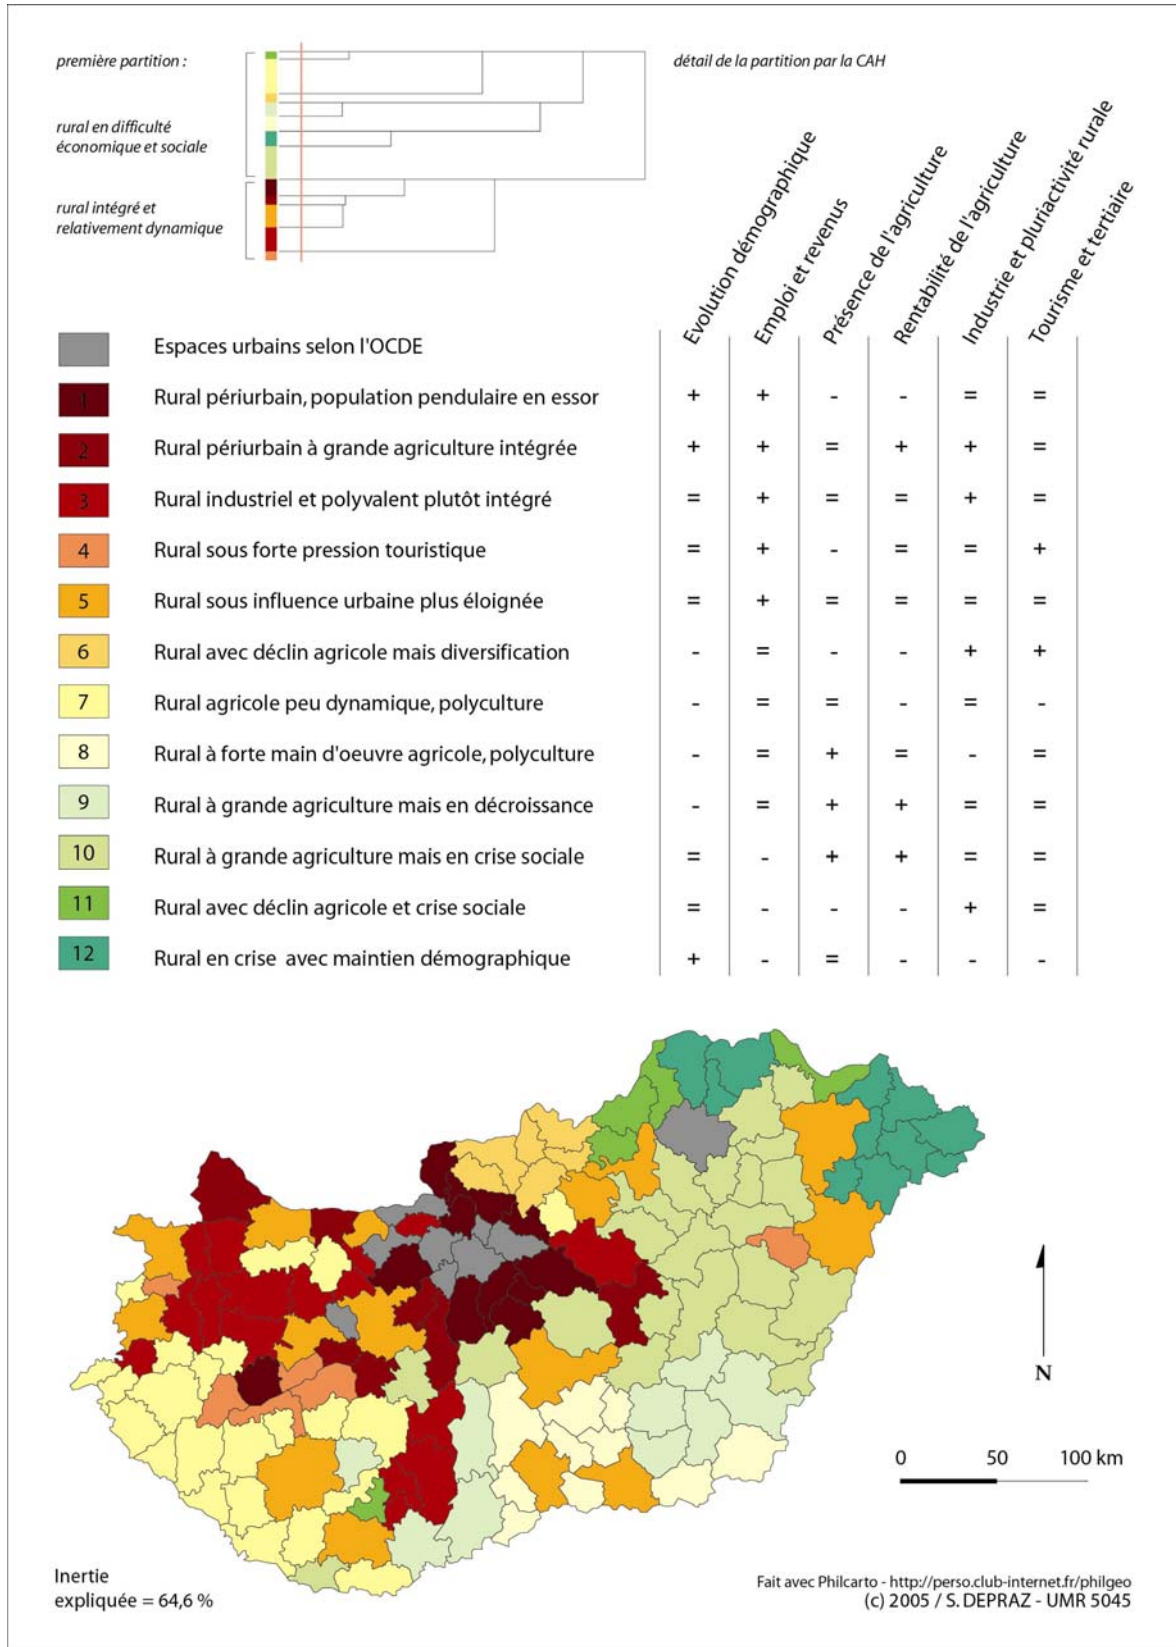 première partition :
détail de la partition par la CAH
rural en difficulté
économique et sociale
rural intégré et
relativement dynamique
Evolution démographique
Emploi et revenus
Présence de l'agriculture
Rentabilité de l'agriculture
Industrie et pluriactivité rurale
Tourisme et tertiaire
Espaces urbains selon l'OCDE
1 Rural périurbain, population pendulaire en essor + + - - = =
2 Rural périurbain à grande agriculture intégrée + + = + + =
3 Rural industriel et polyvalent plutôt intégré = + = = + =
4 Rural sous forte pression touristique = + - = = +
5 Rural sous influence urbaine plus éloignée = + = = = =
6 Rural avec déclin agricole mais diversification - = - - + +
7 Rural agricole peu dynamique, polyculture - = = - = -
8 Rural à forte main d'oeuvre agricole, polyculture - = + = - =
9 Rural à grande agriculture mais en décroissance - = + + = =
10 Rural à grande agriculture mais en crise sociale = - + + = =
11 Rural avec déclin agricole et crise sociale = - - - + =
12 Rural en crise avec maintien démographique + - = - - -
N
0 50 100 km
Inertie
expliquée = 64,6 %
Fait avec Philcarto - http://perso.club-internet.fr/philgeo
(c) 2005 / S. DEPRAZ - UMR 5045